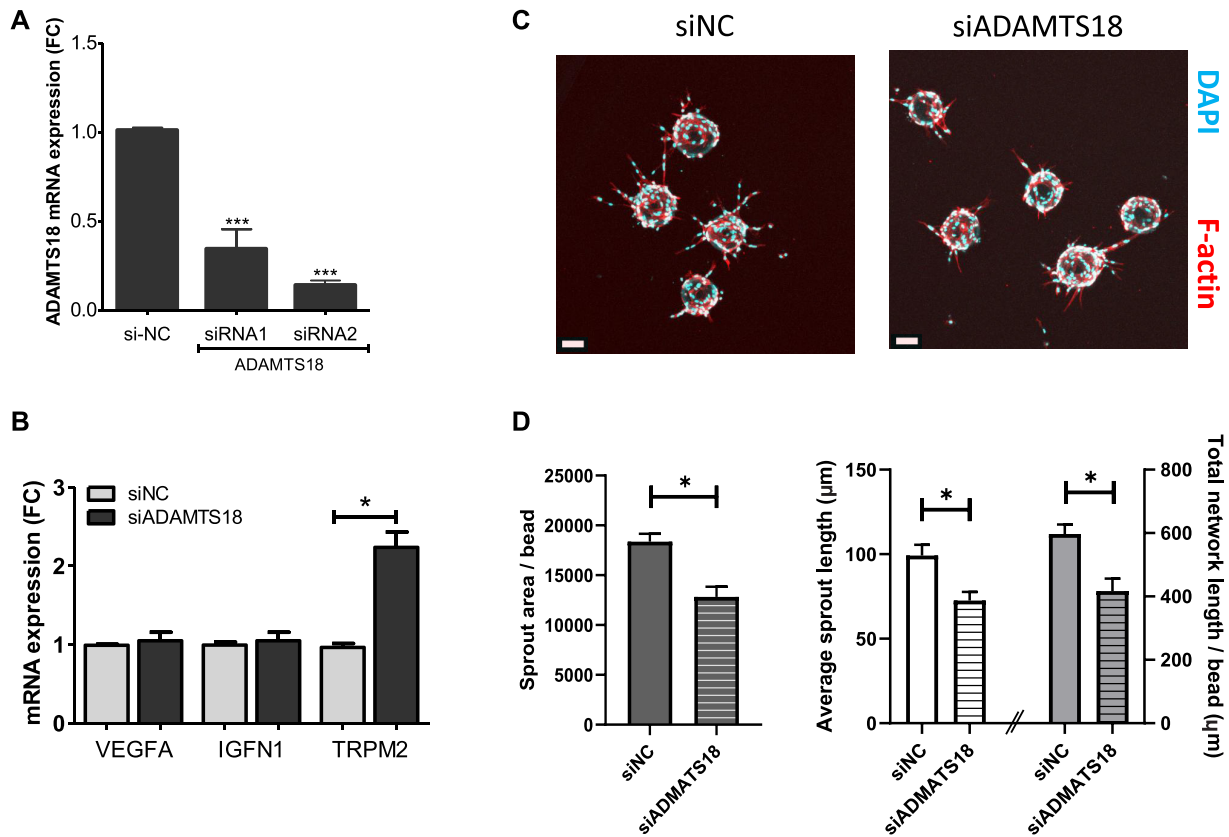 A
ADAMTS18 mRNA expression (FC)
1.5
1.0
0.5
0.0
***
***
si-NC
siRNA1
siRNA2
ADAMTS18
C
siNC
siADAMTS18
DAPI
F-actin
B
mRNA expression (FC)
3
2
1
0
siNC
siADAMTS18
*
VEGFA
IGFN1
TRPM2
D
Sprout area / bead
25000
20000
15000
10000
5000
0
*
siNC
siADMATS18
Average sprout length (μm)
150
100
50
0
*
*
siNC
siADMATS18
siNC
siADMATS18
800
600
400
200
0
Total network length / bead (μm)